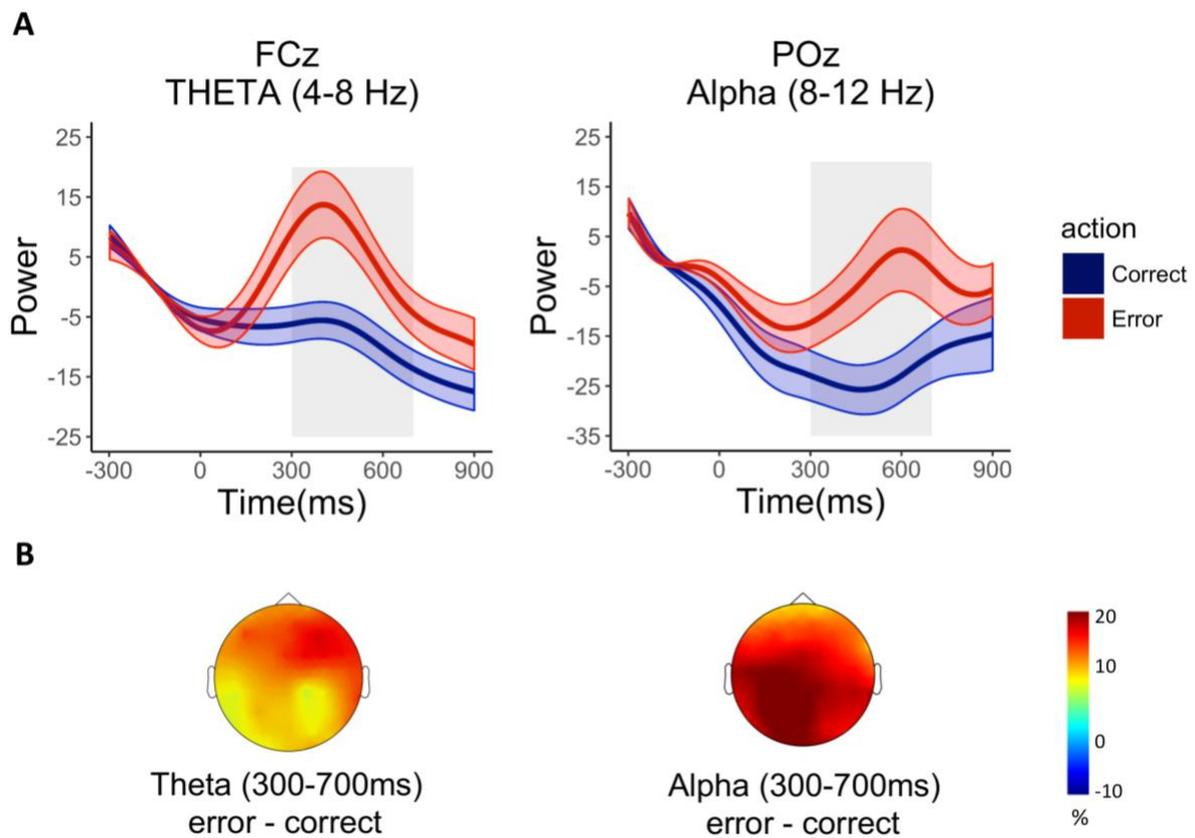 A
FCz
THETA (4-8 Hz)
25
15
5
-5
-15
-25
Power
-300 0 300 600 900
Time(ms)
POz
Alpha (8-12 Hz)
25
15
5
-5
-15
-25
-35
Power
-300 0 300 600 900
Time(ms)
action
Correct
Error
B
Theta (300-700ms)
error - correct
Alpha (300-700ms)
error - correct
20
10
0
-10
%